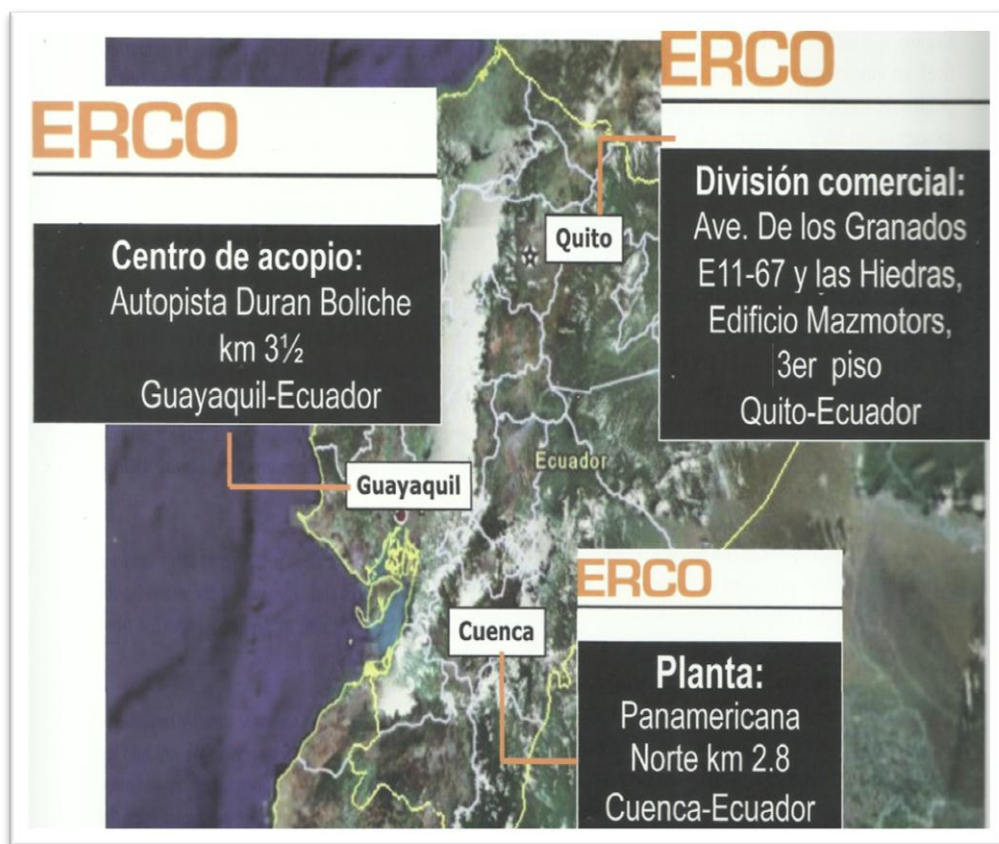 ERCO
División comercial:
Ave. De los Granados
E11-67 y las Hiedras,
Edificio Mazmotors,
3er piso
Quito-Ecuador
Quito
ERCO
Centro de acopio:
Autopista Duran Boliche
km 3½
Guayaquil-Ecuador
Guayaquil
Ecuador
Cuenca
ERCO
Planta:
Panamericana
Norte km 2.8
Cuenca-Ecuador